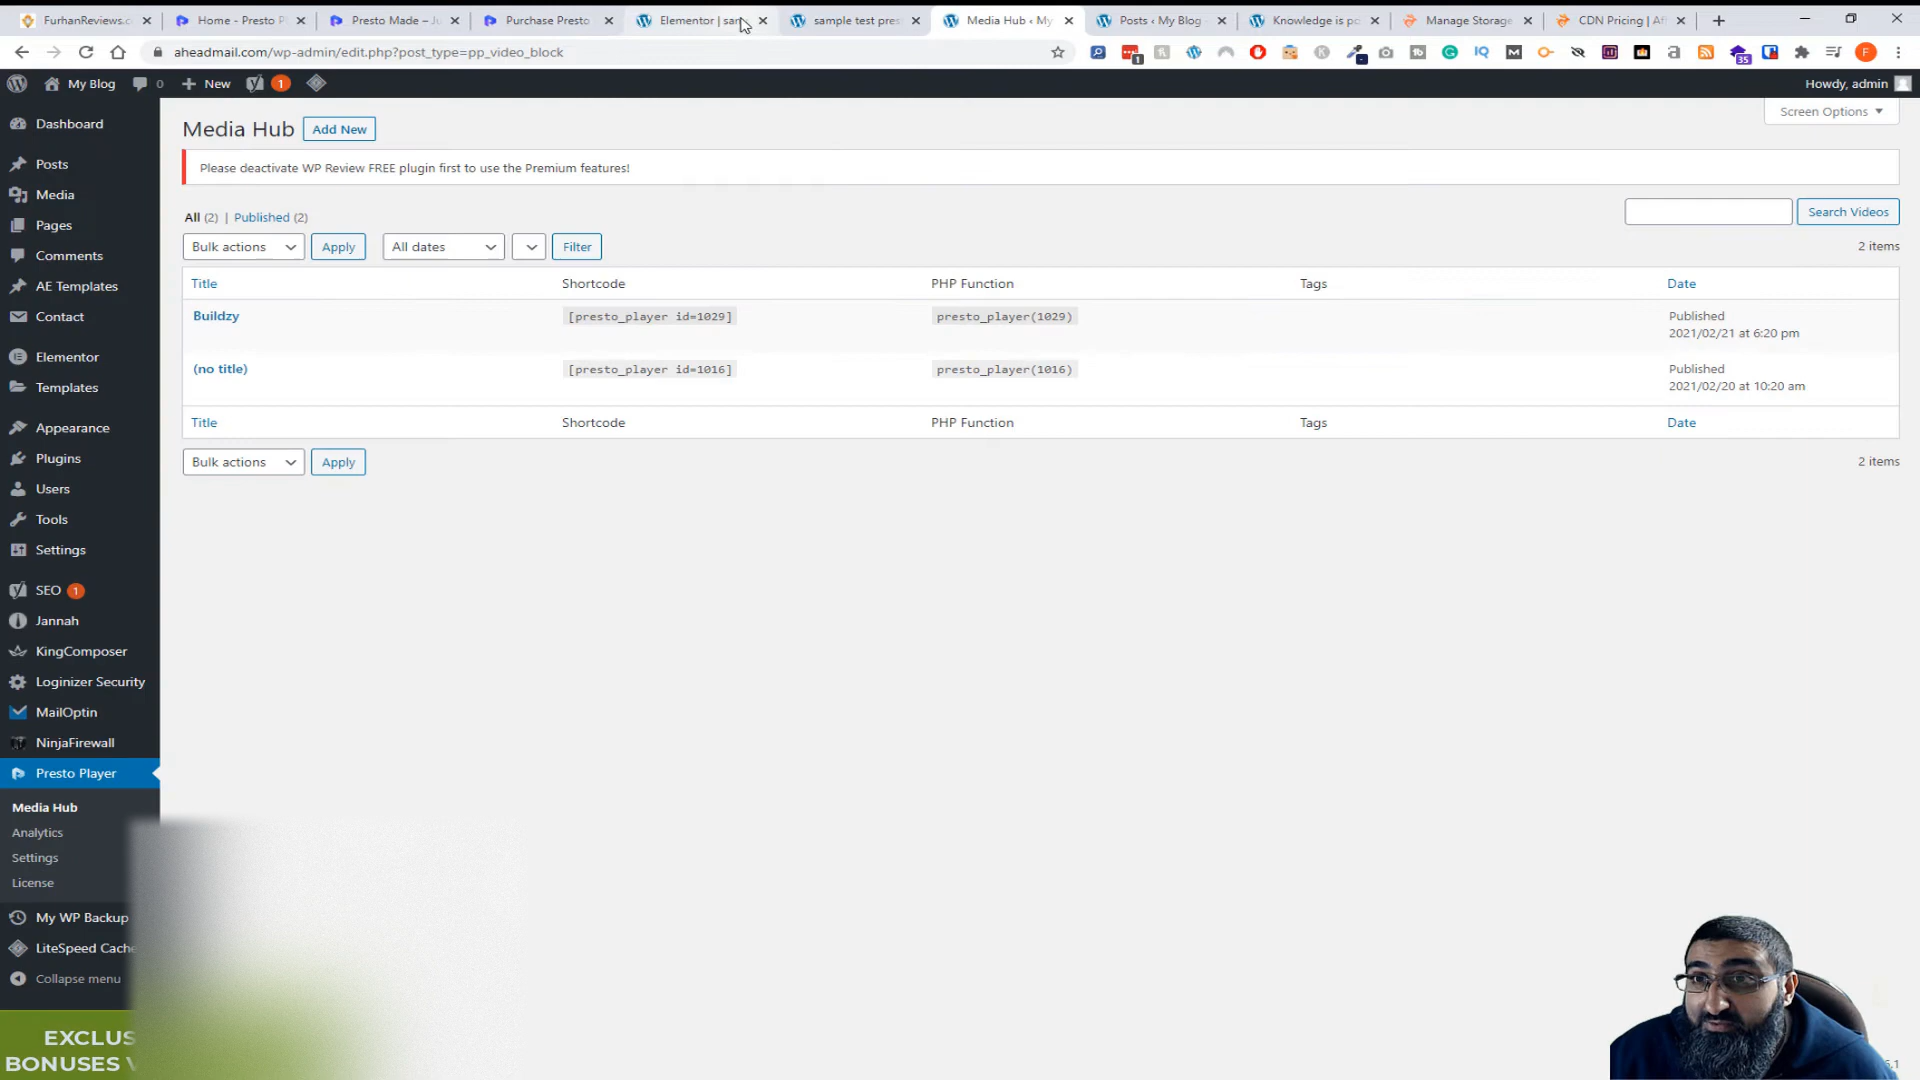 FurhanReviews.c
Home - Presto P
Presto Made – Ju
Purchase Presto
Elementor | sam
sample test pres
Media Hub ‹ My
Posts ‹ My Blog -
Knowledge is po
Manage Storage
CDN Pricing | Af
aheadmail.com/wp-admin/edit.php?post_type=pp_video_block
1
35
F
My Blog
0
New
1
Howdy, admin
Screen Options
Dashboard
Posts
Media
Pages
Comments
AE Templates
Contact
Elementor
Templates
Appearance
Plugins
Users
Tools
Settings
SEO 1
Jannah
KingComposer
Loginizer Security
MailOptin
NinjaFirewall
Presto Player
Media Hub
Analytics
Settings
License
My WP Backup
LiteSpeed Cache
Collapse menu
Media Hub
Add New
Please deactivate WP Review FREE plugin first to use the Premium features!
All (2) | Published (2)
Search Videos
Bulk actions Apply All dates Filter
2 items
Title Shortcode PHP Function Tags Date
Buildzy [presto_player id=1029] presto_player(1029) Published
2021/02/21 at 6:20 pm
(no title) [presto_player id=1016] presto_player(1016) Published
2021/02/20 at 10:20 am
Title Shortcode PHP Function Tags Date
Bulk actions Apply
2 items
EXCLUS
BONUSES